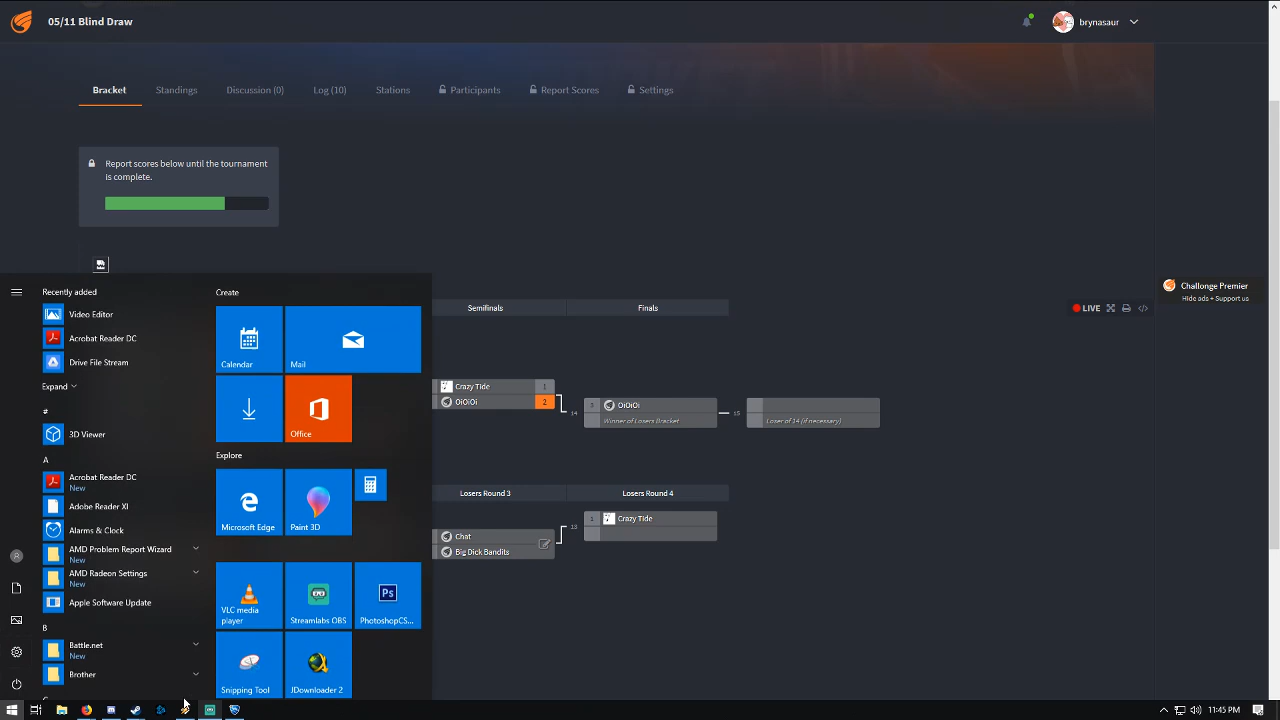 05/11 Blind Draw
brynasaur
Bracket
Standings
Discussion (0)
Log (10)
Stations
Participants
Report Scores
Settings
Report scores below until the tournament
is complete.
Challonge Premier
Hide ads + Support us
LIVE
Semifinals
Finals
Crazy Tide 1
OiOiOi 2
14
3 OiOiOi
Winner of Losers Bracket
15
Loser of 14 (if necessary)
Losers Round 3
Losers Round 4
Chat
Big Dick Bandits
13
1 Crazy Tide
Recently added
Video Editor
Acrobat Reader DC
Drive File Stream
Expand
#
3D Viewer
A
Acrobat Reader DC
New
Adobe Reader XI
Alarms & Clock
AMD Problem Report Wizard
New
AMD Radeon Settings
New
Apple Software Update
B
Battle.net
New
Brother
Create
Calendar
Mail
Office
Explore
Microsoft Edge
Paint 3D
VLC media
player
Streamlabs OBS
Ps
PhotoshopCS...
Snipping Tool
JDownloader 2
11:45 PM